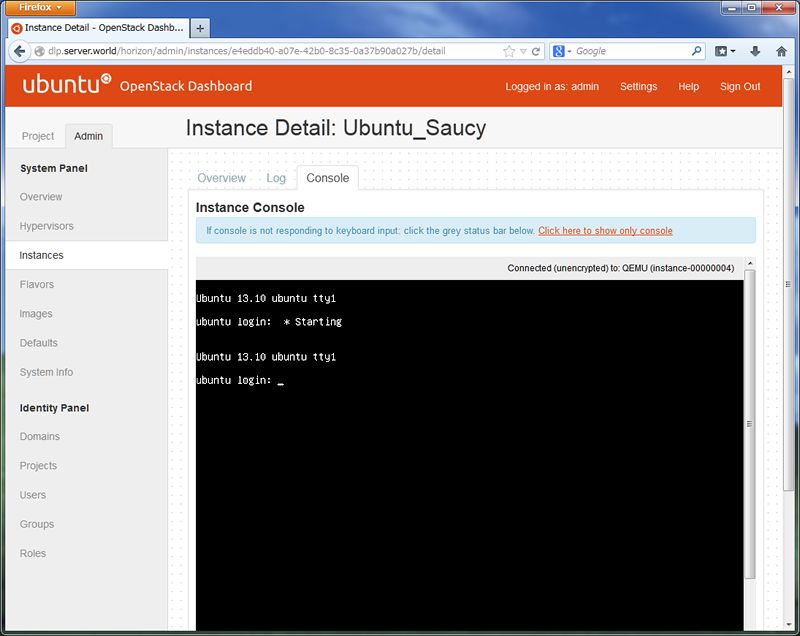 Firefox
Instance Detail - OpenStack Dashb...
dlp.server.world/horizon/admin/instances/e4eddb40-a07e-42b0-8c35-0a37b90a027b/detail
Google
ubuntu OpenStack Dashboard
Logged in as: admin Settings Help Sign Out
Project Admin
Instance Detail: Ubuntu_Saucy
System Panel
Overview
Hypervisors
Instances
Flavors
Images
Defaults
System Info
Identity Panel
Domains
Projects
Users
Groups
Roles
Overview Log Console
Instance Console
If console is not responding to keyboard input: click the grey status bar below. Click here to show only console
Connected (unencrypted) to: QEMU (instance-00000004)
Ubuntu 13.10 ubuntu tty1
ubuntu login:  * Starting
Ubuntu 13.10 ubuntu tty1
ubuntu login: _